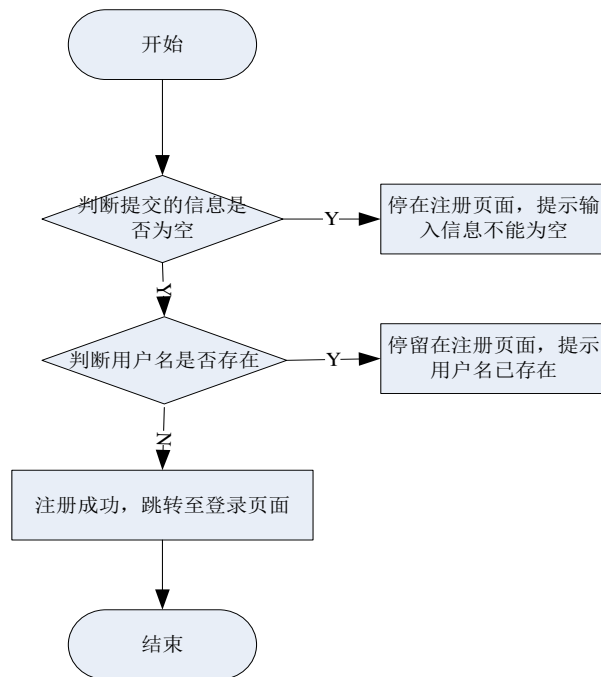 开始
判断提交的信息是
否为空
Y
停在注册页面，提示输
入信息不能为空
Y
判断用户名是否存在
Y
停留在注册页面，提示
用户名已存在
N
注册成功，跳转至登录页面
结束